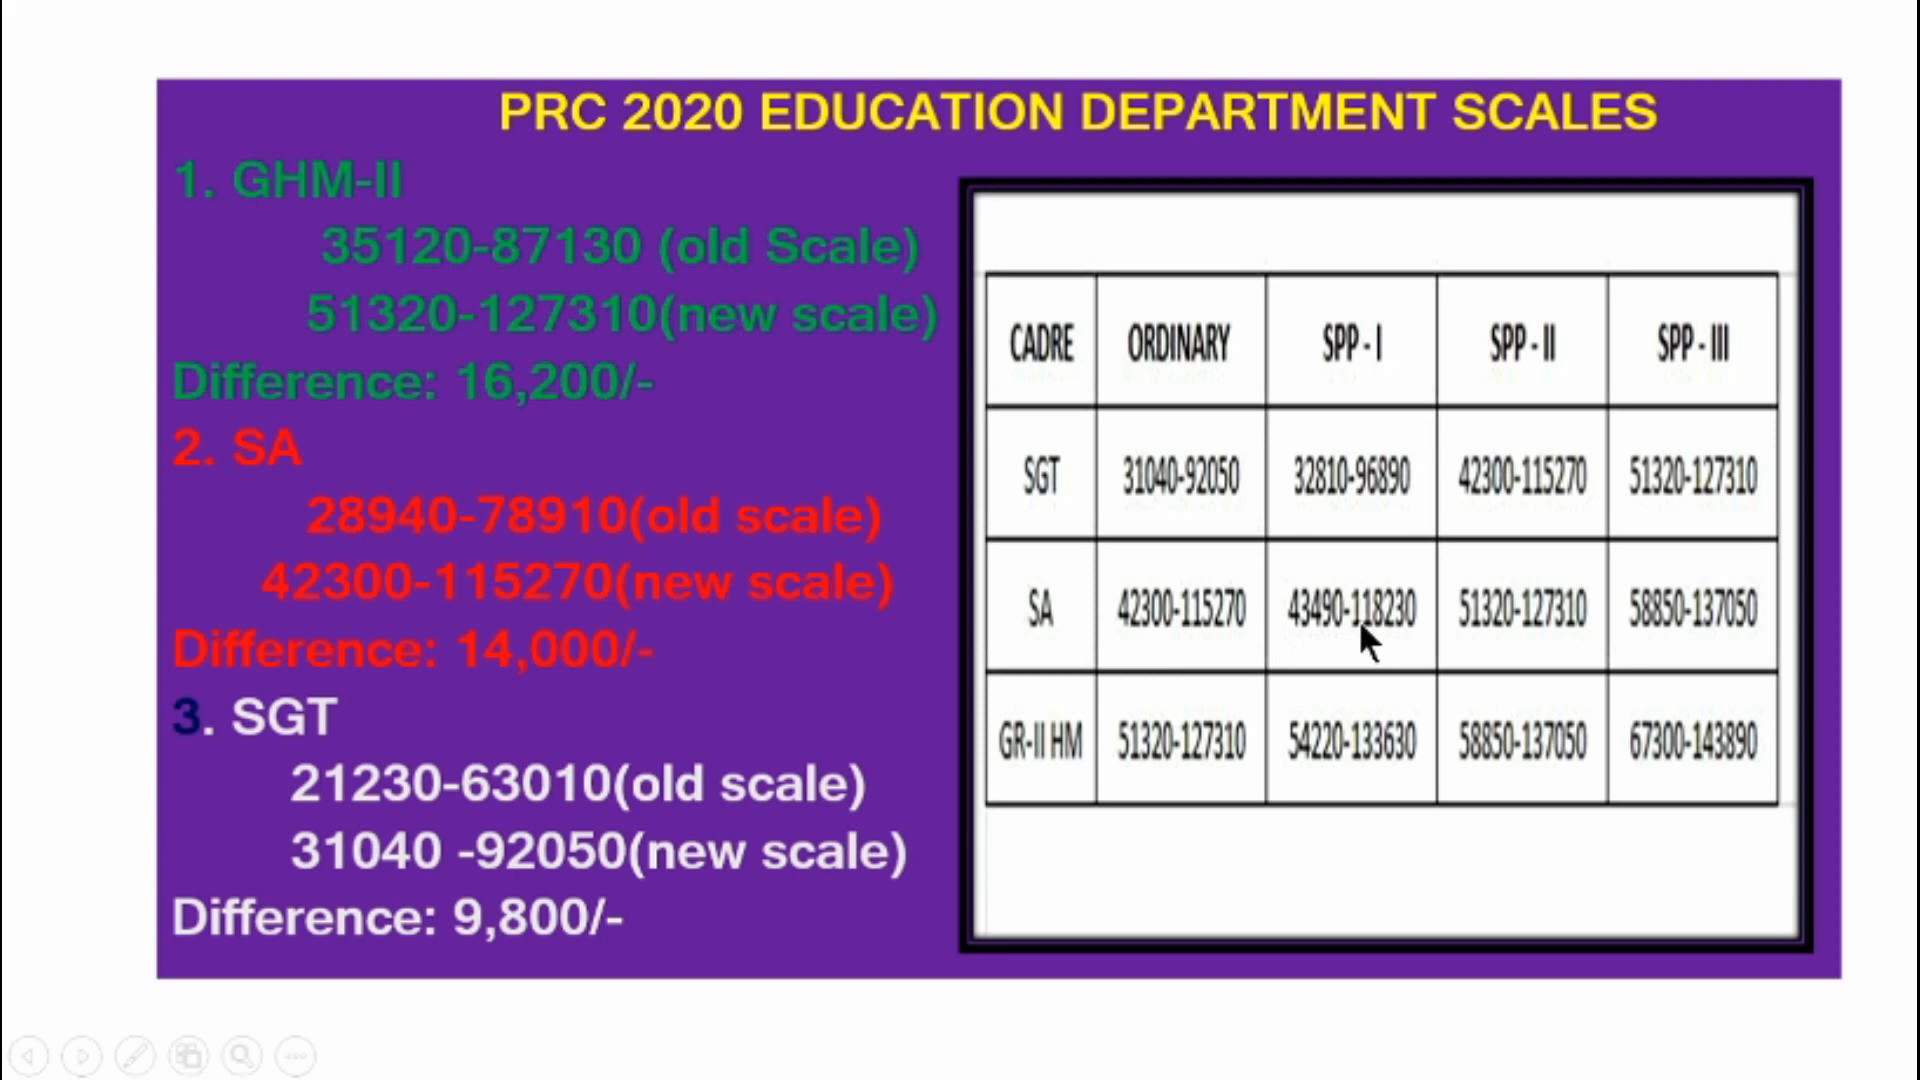 PRC 2020 EDUCATION DEPARTMENT SCALES
1. GHM-II
35120-87130 (old Scale)
51320-127310(new scale)
Difference: 16,200/-
2. SA
28940-78910(old scale)
42300-115270(new scale)
Difference: 14,000/-
3. SGT
21230-63010(old scale)
31040 -92050(new scale)
Difference: 9,800/-
CADRE ORDINARY SPP - I SPP - II SPP - III
SGT 31040-92050 32810-96890 42300-115270 51320-127310
SA 42300-115270 43490-118230 51320-127310 58850-137050
GR-II HM 51320-127310 54220-133630 58850-137050 67300-143890